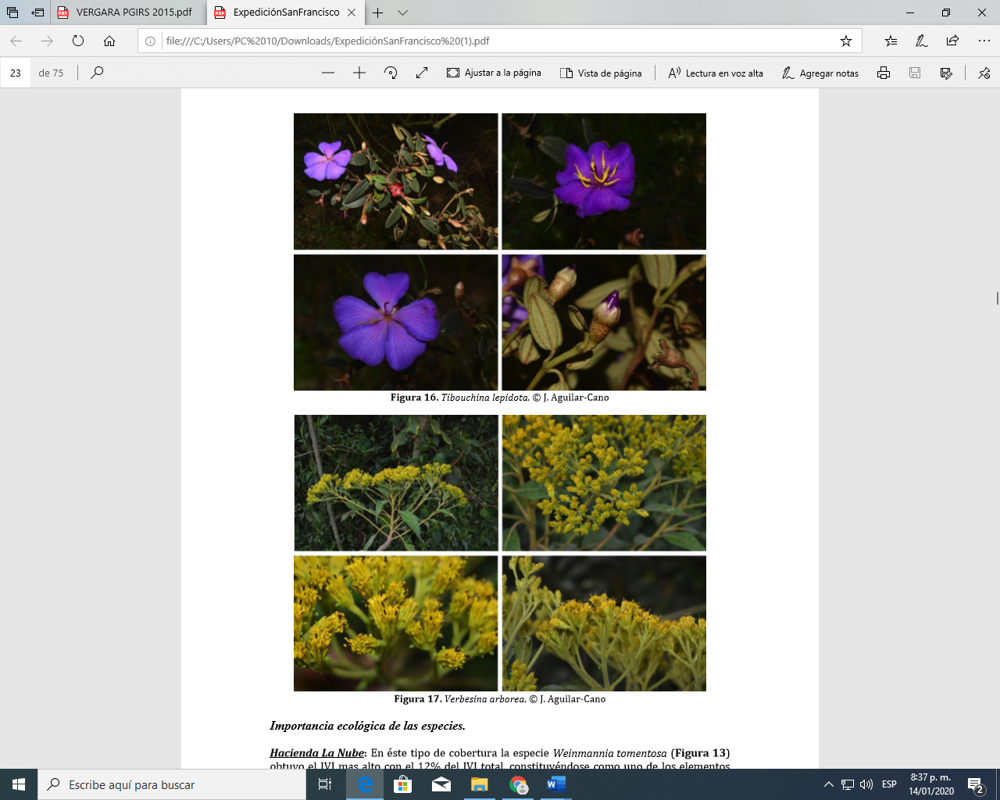 VERGARA PGIRS 2015.pdf
ExpediciónSanFrancisco
file:///C:/Users/PC%2010/Downloads/ExpediciónSanFrancisco%20(1).pdf
23 de 75
Ajustar a la página
Vista de página
Lectura en voz alta
Agregar notas
Figura 16. Tibouchina lepidota. © J. Aguilar-Cano
Figura 17. Verbesina arborea. © J. Aguilar-Cano
Importancia ecológica de las especies.
Hacienda La Nube: En éste tipo de cobertura la especie Weinmannia tomentosa (Figura 13)
obtuvo el IVI mas alto con el 12% del IVI total, constituyéndose como uno de los elementos
Escribe aquí para buscar
ESP
8:37 p. m.
14/01/2020
2